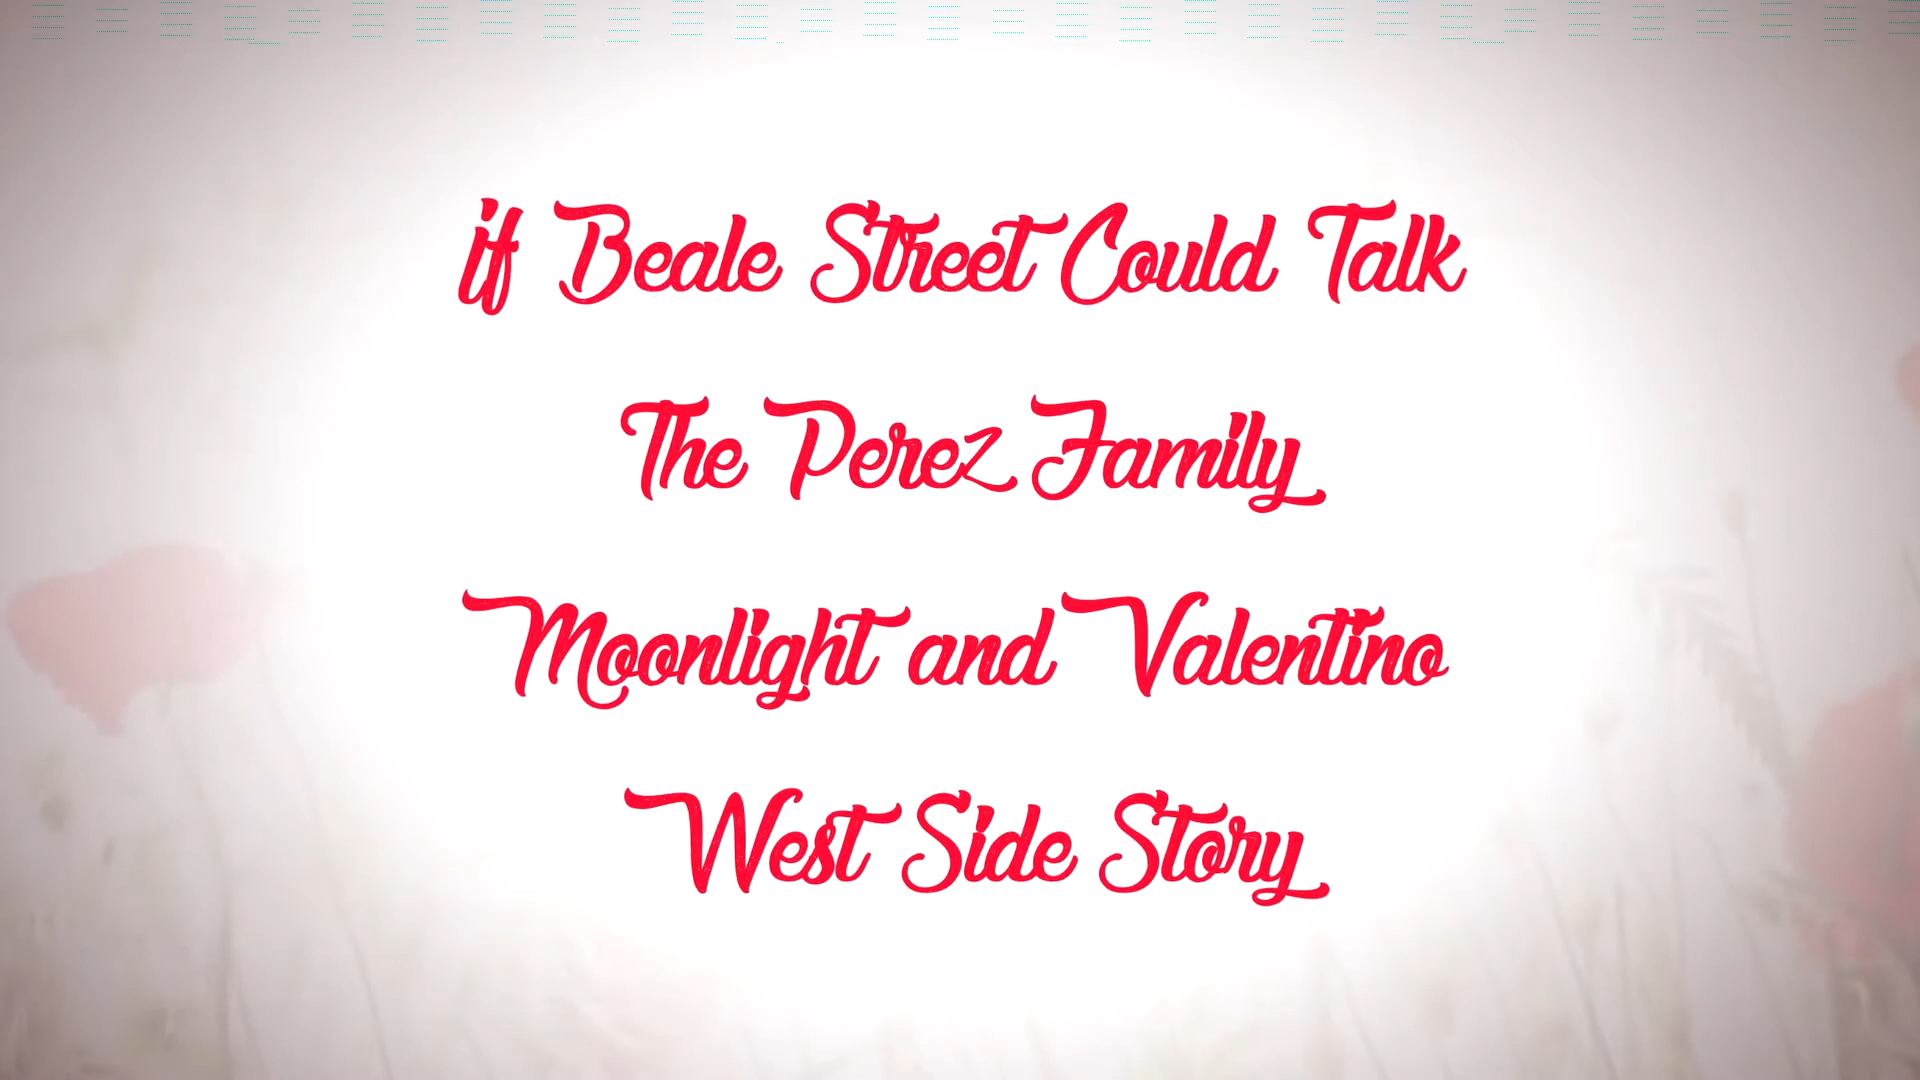 if Beale Street Could Talk
The Perez Family
Moonlight and Valentino
West Side Story